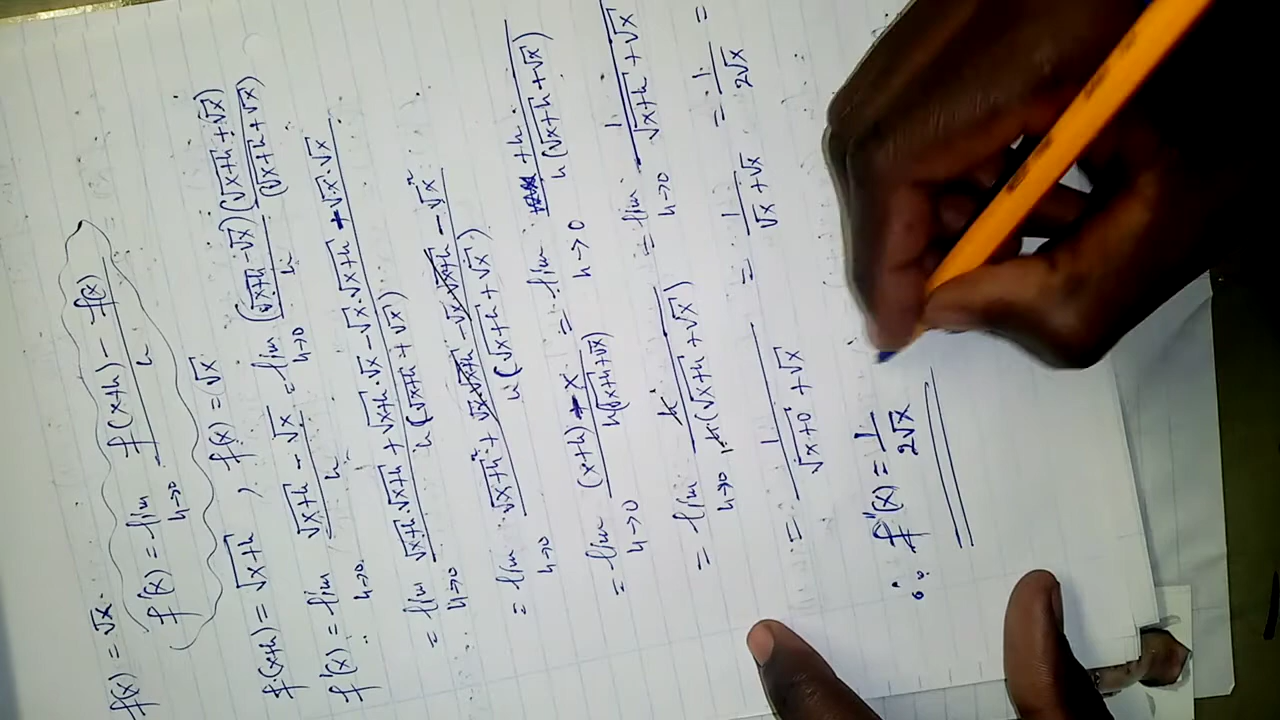 f(x) = √x.
f'(x) = lim h→0 (f(x+h) − f(x))/h
f(x+h) = √(x+h) , f(x) = √x
f'(x) = lim h→0 (√(x+h) − √x)/h = lim h→0 (√(x+h) − √x)/h (√(x+h) + √x)/(√(x+h) + √x)
= lim h→0 (√(x+h)·√(x+h) + √(x+h)·√x − √x·√(x+h) + √x·√x)/(h(√(x+h) + √x))
= lim h→0 (√(x+h)² + √x·√(x+h) − √x√(x+h) − √x²)/(h(√(x+h) + √x))
= lim h→0 ((x+h) − x)/(h(√(x+h) + √x)) = lim h→0 (+h)/(h(√(x+h) + √x))
= lim h→0 h/(h(√(x+h) + √x)) = lim h→0 1/(√(x+h) + √x)
= 1/(√(x+0) + √x) = 1/(√x + √x) = 1/(2√x) =
∴ f''(x) = 1/(2√x)